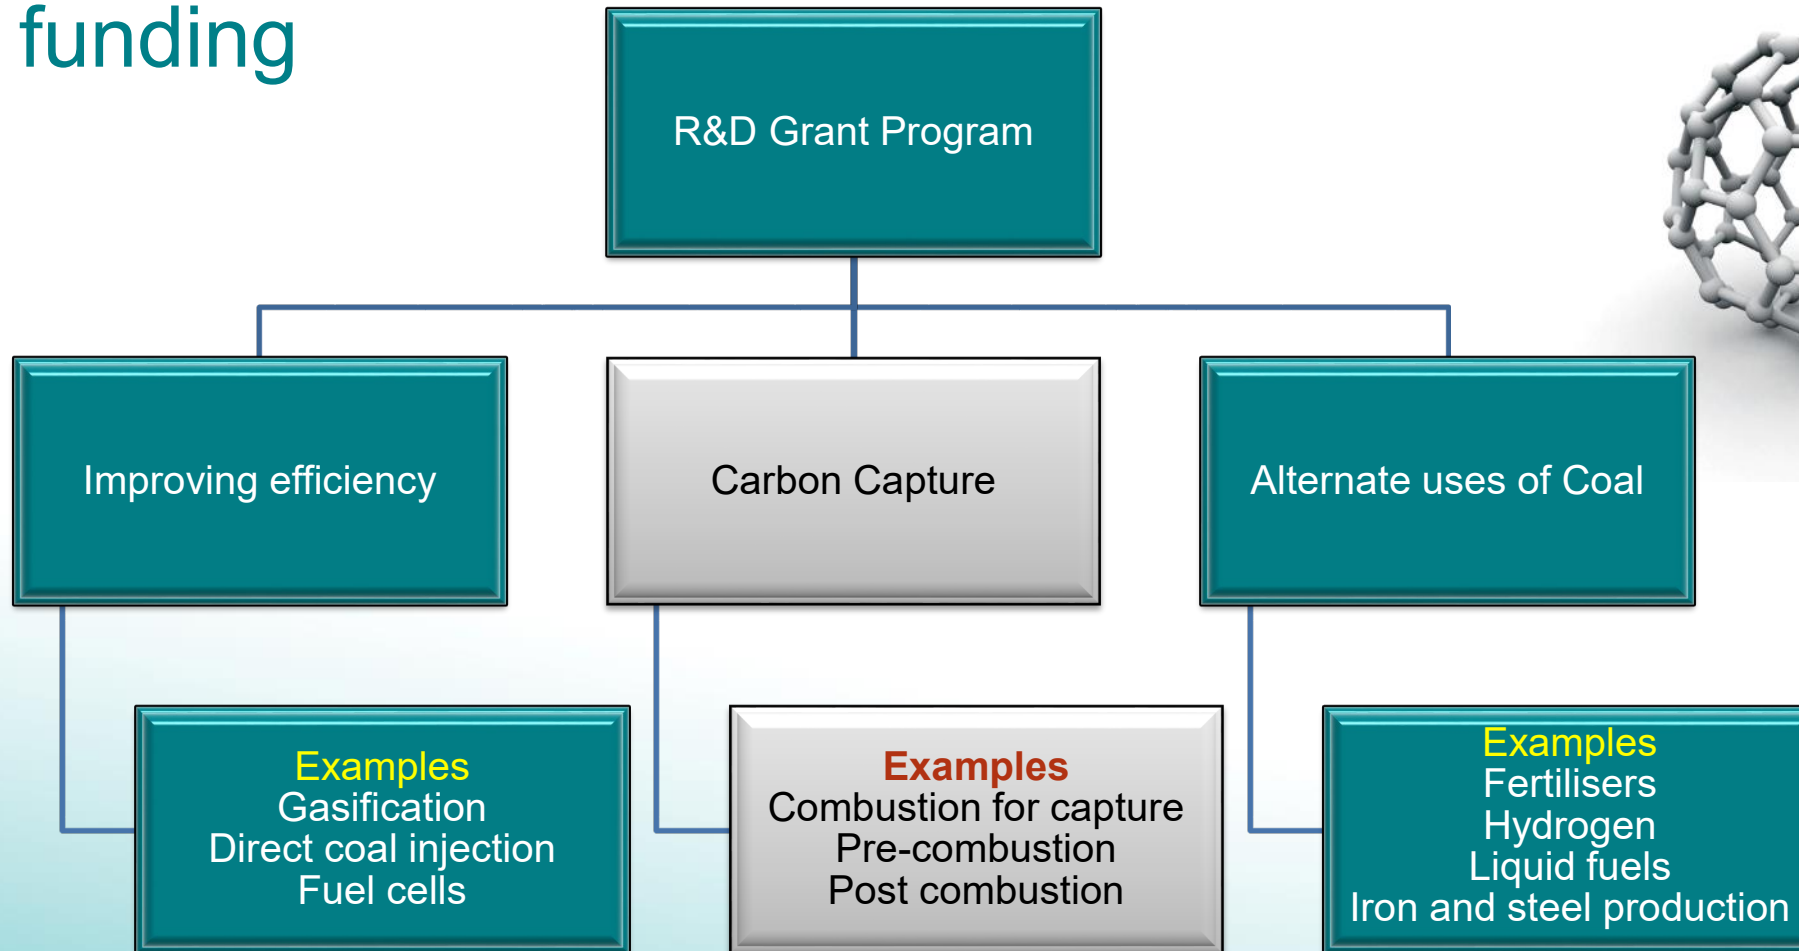 funding
R&D Grant Program
Improving efficiency
Carbon Capture
Alternate uses of Coal
Examples
Gasification
Direct coal injection
Fuel cells
Examples
Combustion for capture
Pre-combustion
Post combustion
Examples
Fertilisers
Hydrogen
Liquid fuels
Iron and steel production